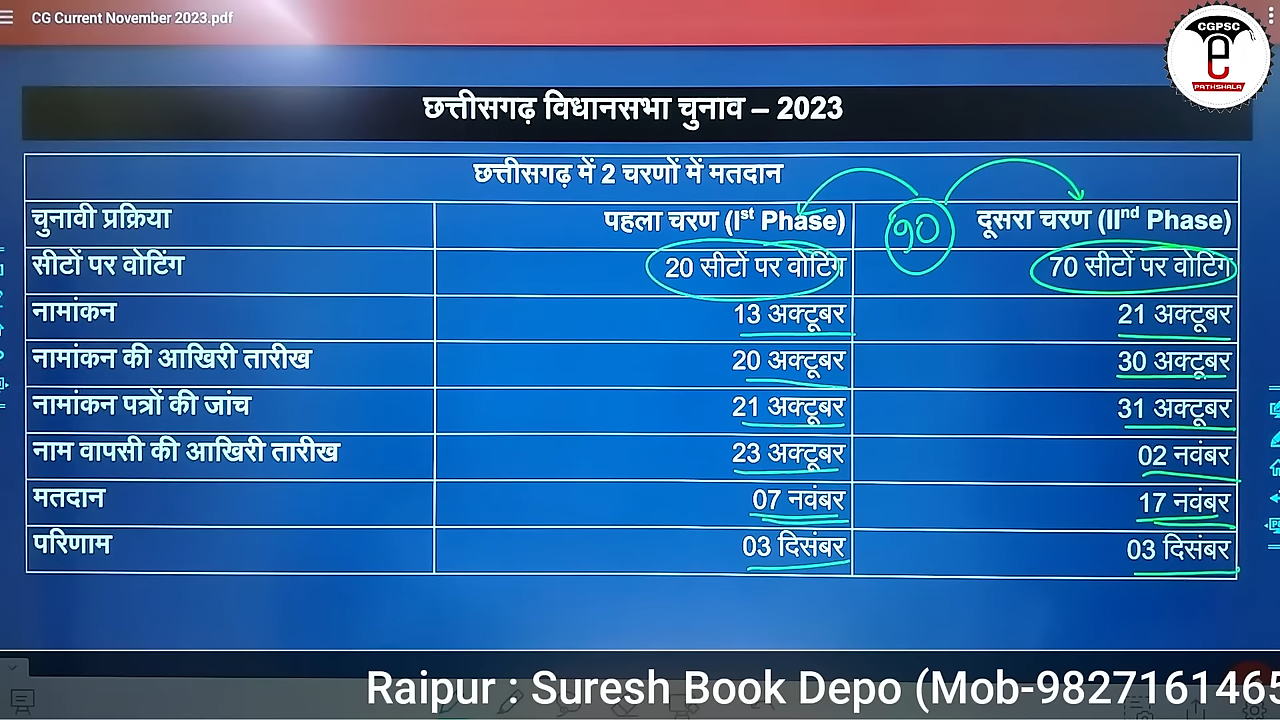 CG Current November 2023.pdf
CGPSC
e
PATHSHALA
छत्तीसगढ़ विधानसभा चुनाव – 2023
छत्तीसगढ़ में 2 चरणों में मतदान
चुनावी प्रक्रिया पहला चरण (Ist Phase) 90 दूसरा चरण (IInd Phase)
सीटों पर वोटिंग 20 सीटों पर वोटिंग 70 सीटों पर वोटिंग
नामांकन 13 अक्टूबर 21 अक्टूबर
नामांकन की आखिरी तारीख 20 अक्टूबर 30 अक्टूबर
नामांकन पत्रों की जांच 21 अक्टूबर 31 अक्टूबर
नाम वापसी की आखिरी तारीख 23 अक्टूबर 02 नवंबर
मतदान 07 नवंबर 17 नवंबर
परिणाम 03 दिसंबर 03 दिसंबर
Raipur : Suresh Book Depo (Mob-9827161465